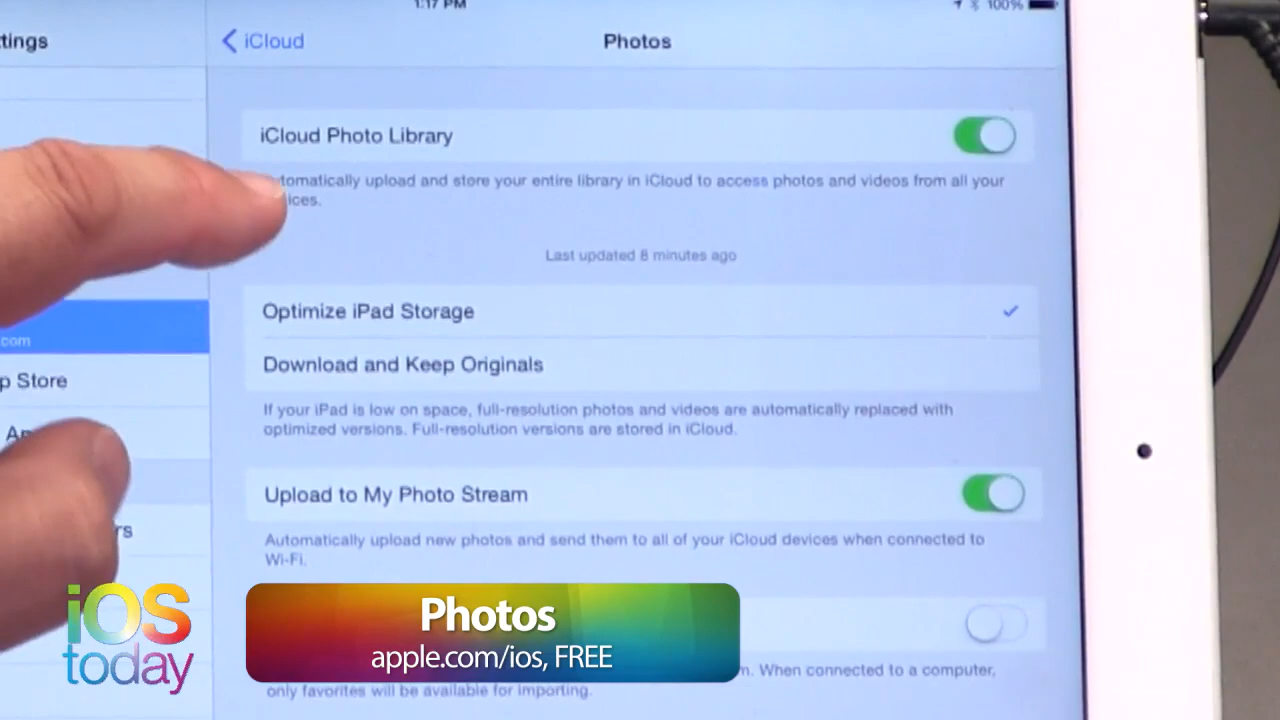 1:17 PM
100%
tings
iCloud
Photos
iCloud Photo Library
tomatically upload and store your entire library in iCloud to access photos and videos from all your
ices.
Last updated 8 minutes ago
Optimize iPad Storage
com
Download and Keep Originals
p Store
If your iPad is low on space, full-resolution photos and videos are automatically replaced with
optimized versions. Full-resolution versions are stored in iCloud.
Upload to My Photo Stream
rs
Automatically upload new photos and send them to all of your iCloud devices when connected to
Wi-Fi.
iOS
today
Photos
apple.com/ios, FREE
m. When connected to a computer,
only favorites will be available for importing.